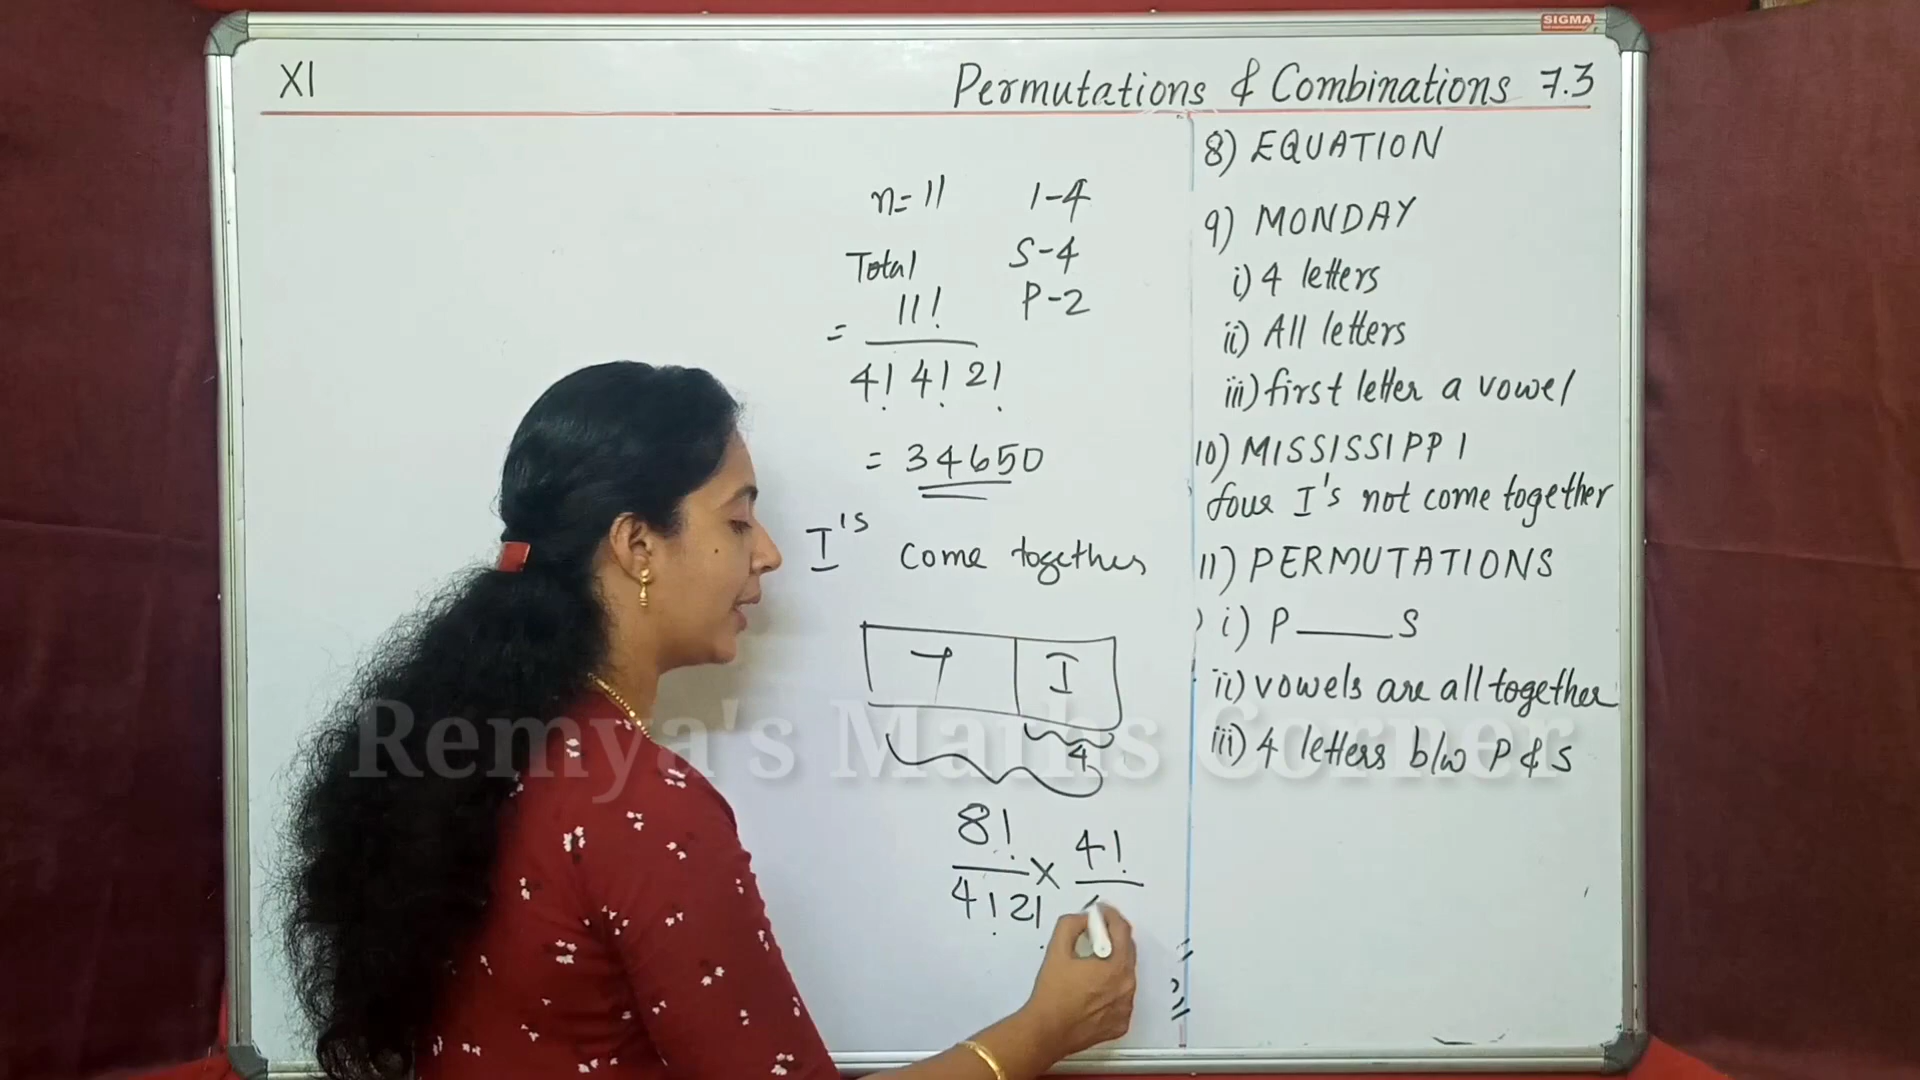 SIGMA
XI
Permutations & Combinations 7.3
n=11
I-4
S-4
P-2
Total
= 11! / 4! 4! 2!
= 34650
I's come together
7 I
4
8! / 4! 2! × 4! /
8) EQUATION
9) MONDAY
i) 4 letters
ii) All letters
iii) first letter a vowel
10) MISSISSIPPI
four I's not come together
11) PERMUTATIONS
i) P ____ S
ii) vowels are all together
iii) 4 letters b/w P & S
Remya's Maths Corner